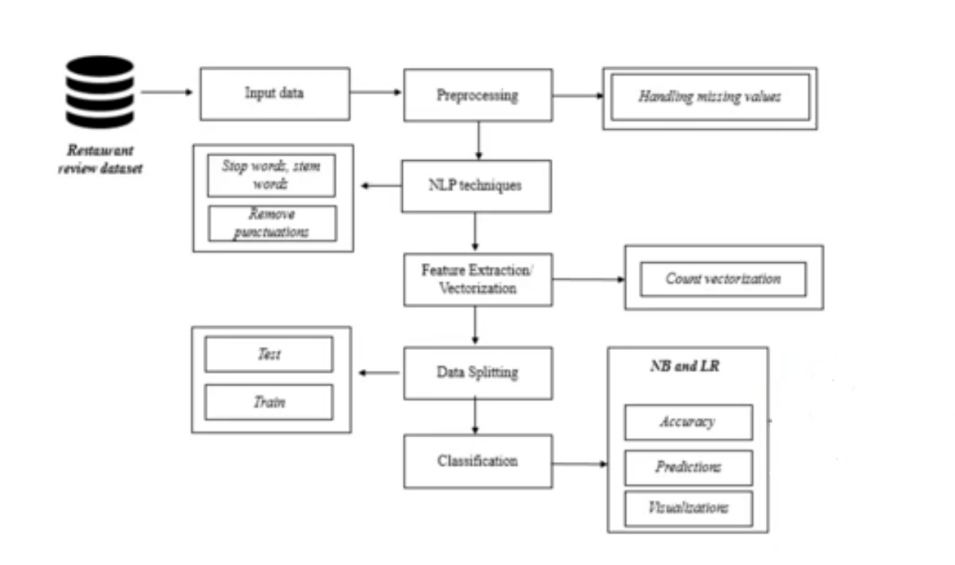 Input data
Preprocessing
Handling missing values
Restaurant
review dataset
Stop words, stem
words
Remove
punctuations
NLP techniques
Feature Extraction/
Vectorization
Count vectorization
Test
Train
Data Splitting
NB and LR
Accuracy
Predictions
Visualizations
Classification